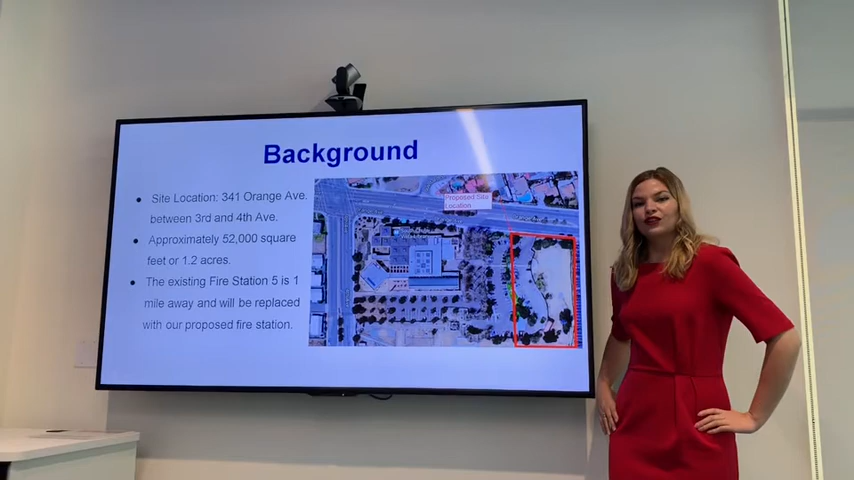 Background
Site Location: 341 Orange Ave.
between 3rd and 4th Ave.
Approximately 52,000 square
feet or 1.2 acres.
The existing Fire Station 5 is 1
mile away and will be replaced
with our proposed fire station.
Proposed Site
Location